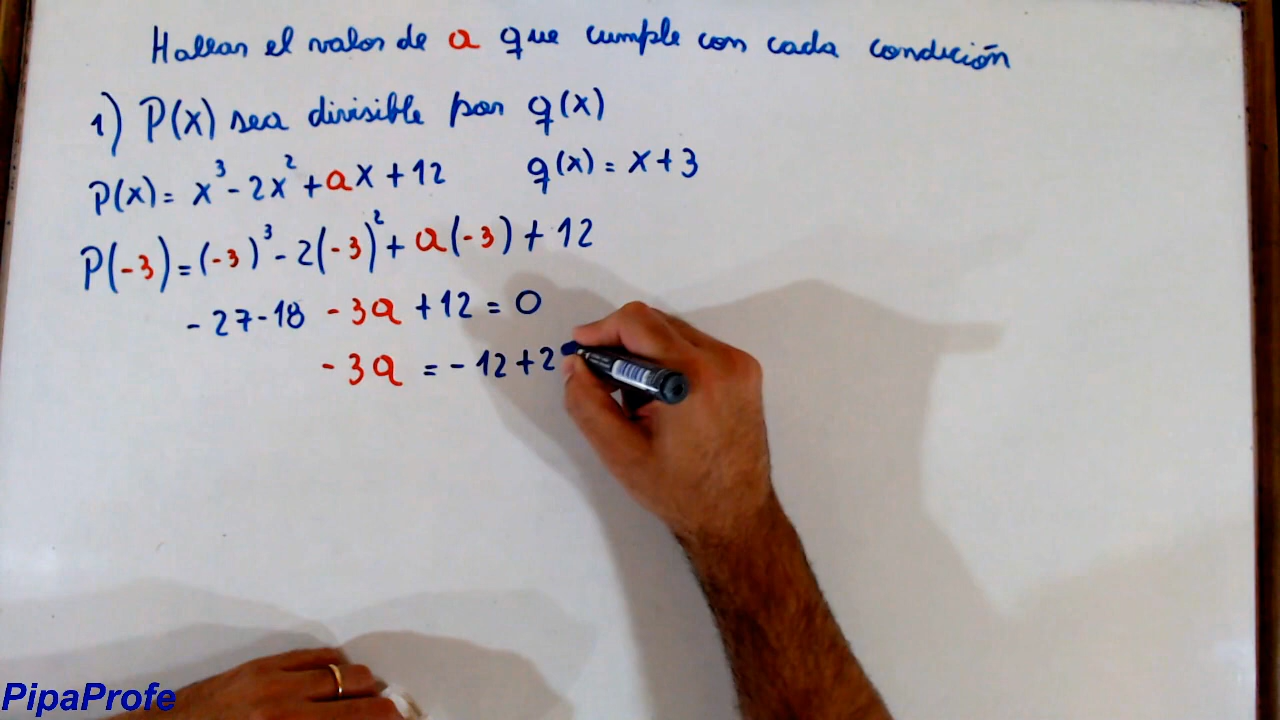 Hallar el valor de a que cumple con cada condición
1) P(x) sea divisible por q(x)
P(x) = x³ - 2x² + ax + 12 q(x) = x + 3
P(-3) = (-3)³ - 2(-3)² + a(-3) + 12
- 27 - 18 - 3a + 12 = 0
- 3a = - 12 + 2
PipaProfe